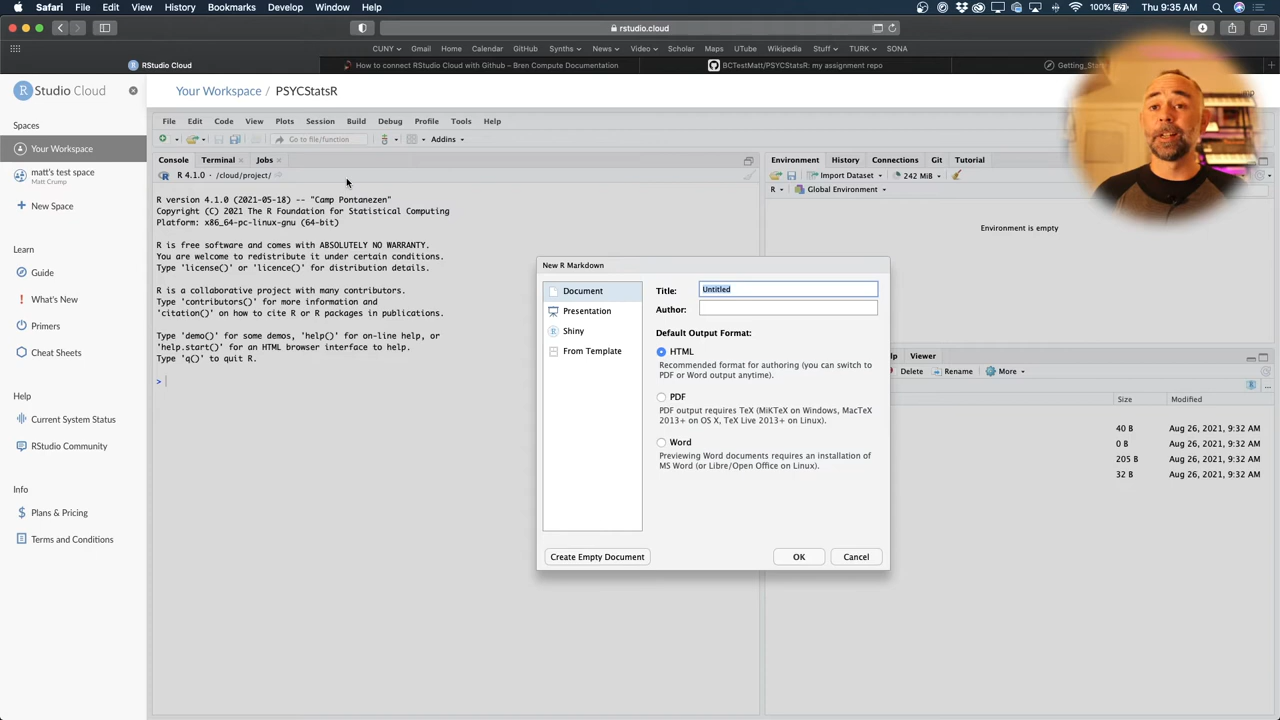 Safari File Edit View History Bookmarks Develop Window Help 100% Thu 9:35 AM
rstudio.cloud
CUNY Gmail Home Calendar GitHub Synths News Video Scholar Maps UTube Wikipedia Stuff TURK SONA
RStudio Cloud How to connect RStudio Cloud with Github – Bren Compute Documentation BCTestMatt/PSYCStatsR: my assignment repo Getting_Star
R Studio Cloud
Your Workspace / PSYCStatsR
Spaces
Your Workspace
matt's test space
Matt Crump
New Space
Learn
Guide
What's New
Primers
Cheat Sheets
Help
Current System Status
RStudio Community
Info
Plans & Pricing
Terms and Conditions
File Edit Code View Plots Session Build Debug Profile Tools Help
Go to file/function Addins
Console Terminal Jobs
R 4.1.0 · /cloud/project/
R version 4.1.0 (2021-05-18) -- "Camp Pontanezen"
Copyright (C) 2021 The R Foundation for Statistical Computing
Platform: x86_64-pc-linux-gnu (64-bit)
R is free software and comes with ABSOLUTELY NO WARRANTY.
You are welcome to redistribute it under certain conditions.
Type 'license()' or 'licence()' for distribution details.
R is a collaborative project with many contributors.
Type 'contributors()' for more information and
'citation()' on how to cite R or R packages in publications.
Type 'demo()' for some demos, 'help()' for on-line help, or
'help.start()' for an HTML browser interface to help.
Type 'q()' to quit R.
>
New R Markdown
Document
Presentation
Shiny
From Template
Title: Untitled
Author:
Default Output Format:
HTML
Recommended format for authoring (you can switch
to PDF or Word output anytime).
PDF
PDF output requires TeX (MiKTeX on Windows, MacTeX
2013+ on OS X, TeX Live 2013+ on Linux).
Word
Previewing Word documents requires an installation of
MS Word (or Libre/Open Office on Linux).
Create Empty Document OK Cancel
Environment History Connections Git Tutorial
Import Dataset 242 MiB
R Global Environment
Environment is empty
lp Viewer
Delete Rename More
Size Modified
40 B Aug 26, 2021, 9:32 AM
0 B Aug 26, 2021, 9:32 AM
205 B Aug 26, 2021, 9:32 AM
32 B Aug 26, 2021, 9:32 AM